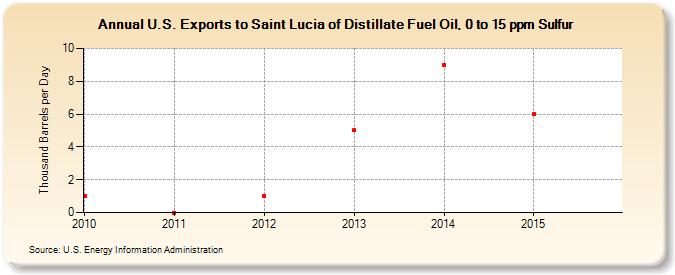 Annual U.S. Exports to Saint Lucia of Distillate Fuel Oil, 0 to 15 ppm Sulfur
Thousand Barrels per Day
10
8
6
4
2
0
2010 2011 2012 2013 2014 2015
Source: U.S. Energy Information Administration